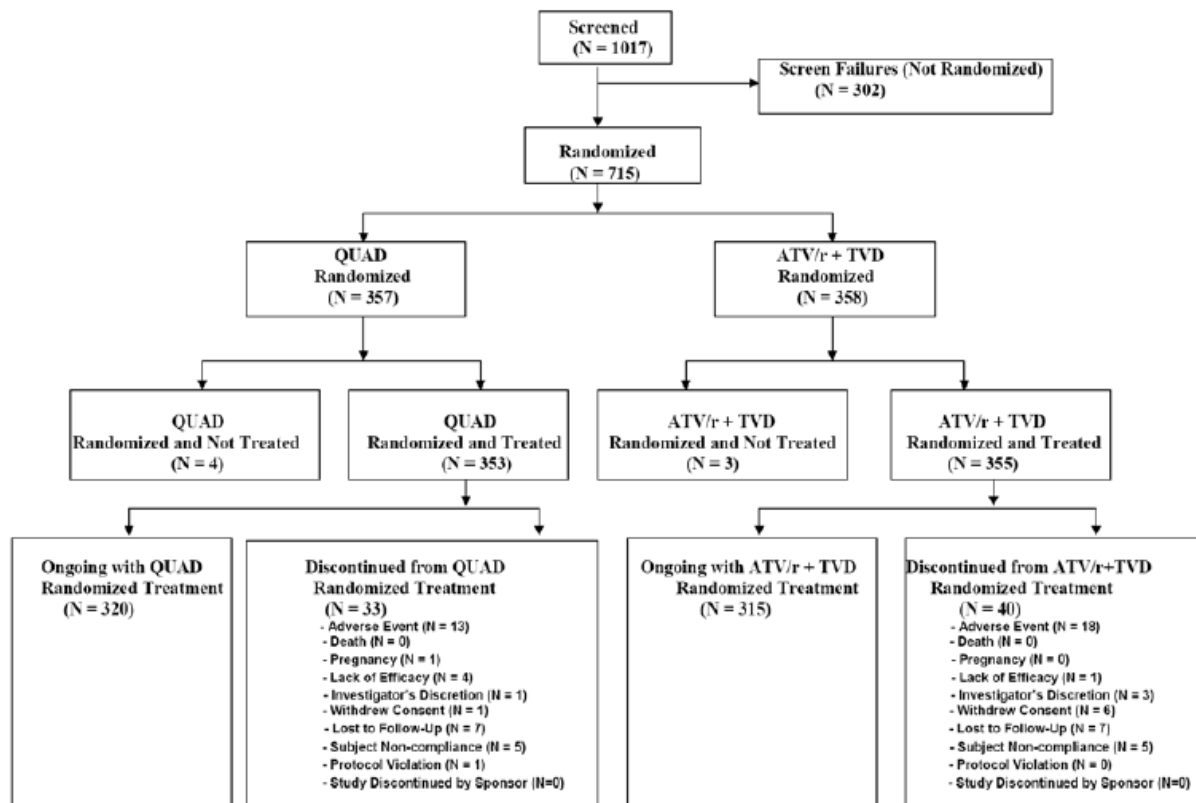 Screened
(N = 1017)
Screen Failures (Not Randomized)
(N = 302)
Randomized
(N = 715)
QUAD
Randomized
(N = 357)
ATV/r + TVD
Randomized
(N = 358)
QUAD
Randomized and Not Treated
(N = 4)
QUAD
Randomized and Treated
(N = 353)
ATV/r + TVD
Randomized and Not Treated
(N = 3)
ATV/r + TVD
Randomized and Treated
(N = 355)
Ongoing with QUAD
Randomized Treatment
(N = 320)
Discontinued from QUAD
Randomized Treatment
(N = 33)
- Adverse Event (N = 13)
- Death (N = 0)
- Pregnancy (N = 1)
- Lack of Efficacy (N = 4)
- Investigator's Discretion (N = 1)
- Withdrew Consent (N = 1)
- Lost to Follow-Up (N = 7)
- Subject Non-compliance (N = 5)
- Protocol Violation (N = 1)
- Study Discontinued by Sponsor (N=0)
Ongoing with ATV/r + TVD
Randomized Treatment
(N = 315)
Discontinued from ATV/r+TVD
Randomized Treatment
(N = 40)
- Adverse Event (N = 18)
- Death (N = 0)
- Pregnancy (N = 0)
- Lack of Efficacy (N = 1)
- Investigator's Discretion (N = 3)
- Withdrew Consent (N = 6)
- Lost to Follow-Up (N = 7)
- Subject Non-compliance (N = 5)
- Protocol Violation (N = 0)
- Study Discontinued by Sponsor (N=0)